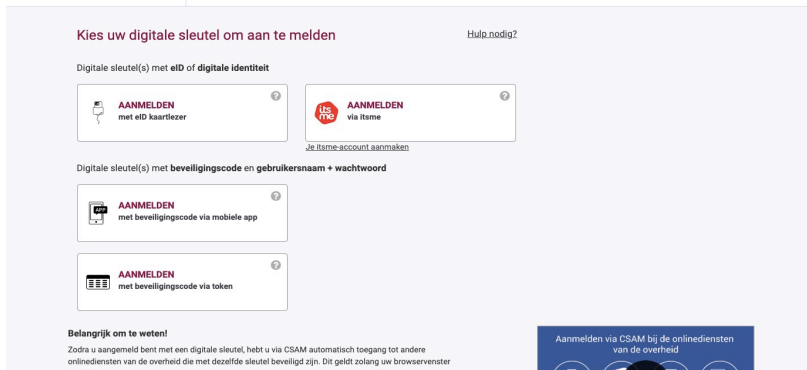 Kies uw digitale sleutel om aan te melden
Hulp nodig?
Digitale sleutel(s) met eID of digitale identiteit
AANMELDEN
met eID kaartlezer
?
its
me
AANMELDEN
via itsme
?
Je itsme-account aanmaken
Digitale sleutel(s) met beveiligingscode en gebruikersnaam + wachtwoord
APP
AANMELDEN
met beveiligingscode via mobiele app
?
AANMELDEN
met beveiligingscode via token
?
Belangrijk om te weten!
Zodra u aangemeld bent met een digitale sleutel, hebt u via CSAM automatisch toegang tot andere
onlinediensten van de overheid die met dezelfde sleutel beveiligd zijn. Dit geldt zolang uw browservenster
Aanmelden via CSAM bij de onlinediensten
van de overheid